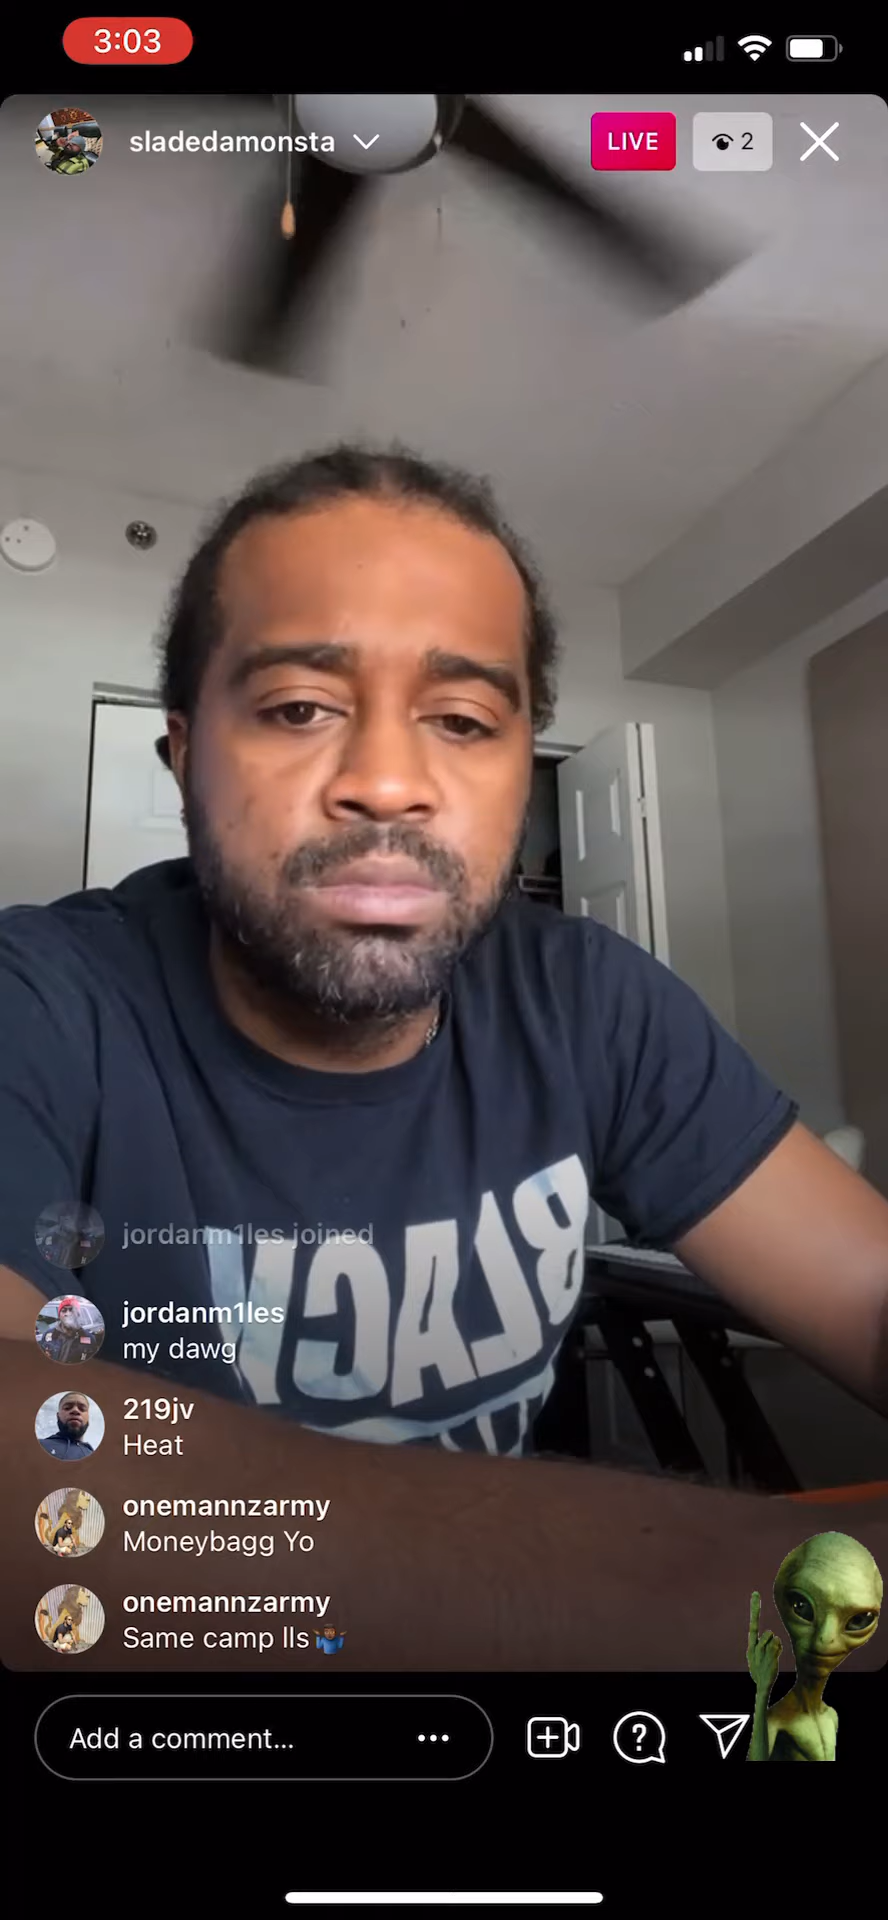 3:03
sladedamonsta
LIVE
2
jordanm1les joined
BLACK
jordanm1les
my dawg
219jv
Heat
onemannzarmy
Moneybagg Yo
onemannzarmy
Same camp lls🤷🏾‍♂️
Add a comment...